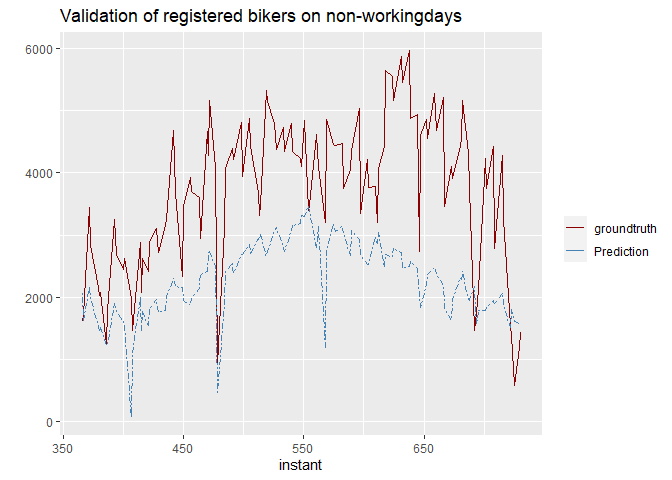 Validation of registered bikers on non-workingdays
6000
4000
2000
0
350
450
550
650
instant
groundtruth
Prediction